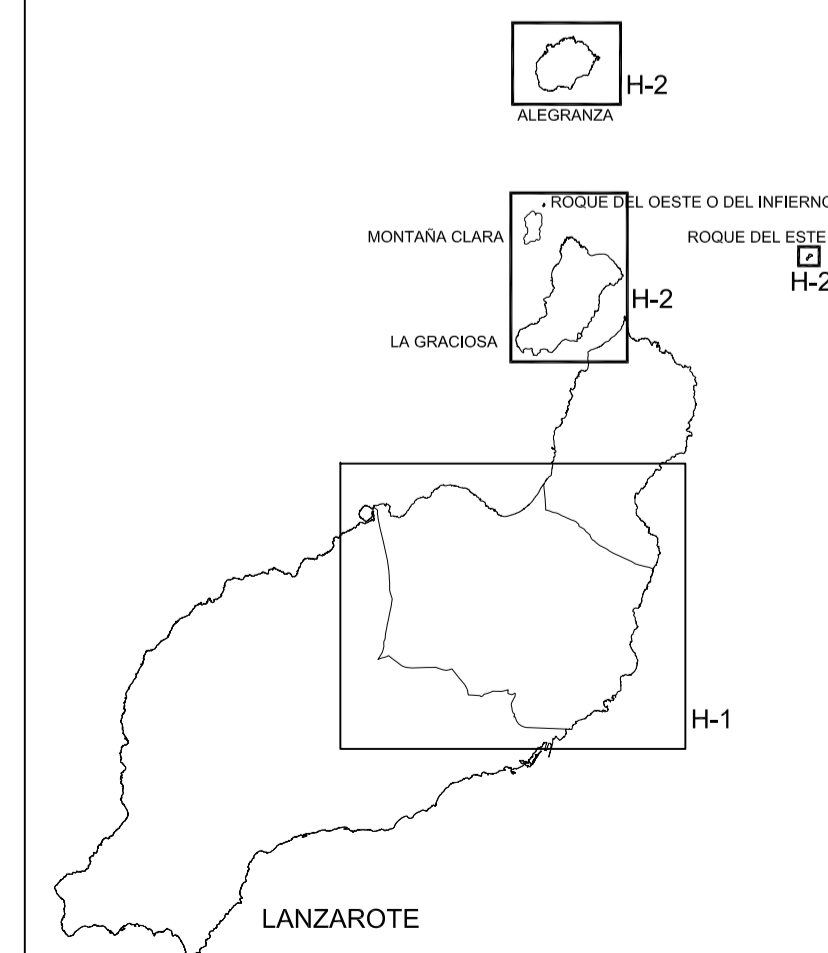 H-2
ALEGRANZA
ROQUE DEL OESTE O DEL INFIERNO
MONTAÑA CLARA
ROQUE DEL ESTE
H-2
H-2
LA GRACIOSA
H-1
LANZAROTE